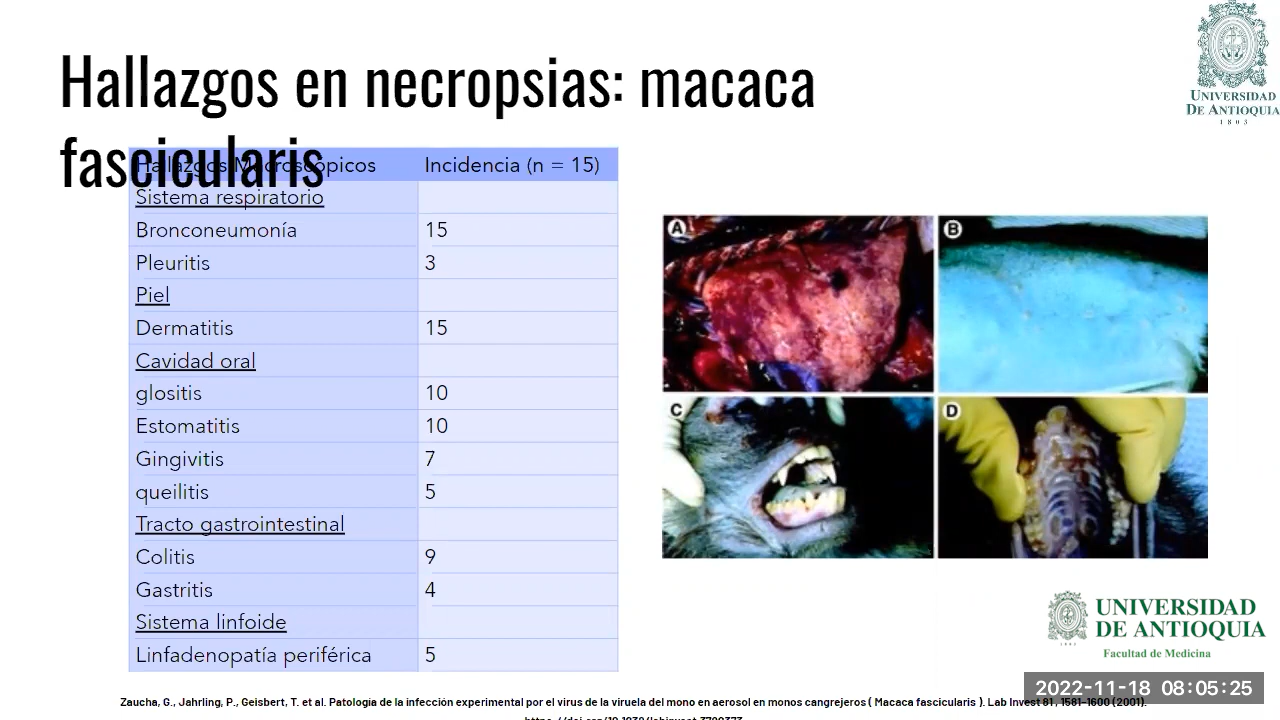 UNIVERSIDAD
DE ANTIOQUIA
1803
Hallazgos en necropsias: macaca
fascicularis
Hallazgos Macroscópicos Incidencia (n = 15)
Sistema respiratorio
Bronconeumonía 15
Pleuritis 3
Piel
Dermatitis 15
Cavidad oral
glositis 10
Estomatitis 10
Gingivitis 7
queilitis 5
Tracto gastrointestinal
Colitis 9
Gastritis 4
Sistema linfoide
Linfadenopatía periférica 5
A B
C D
UNIVERSIDAD
DE ANTIOQUIA
1803
Facultad de Medicina
2022-11-18 08:05:25
Zaucha, G., Jahrling, P., Geisbert, T. et al. Patología de la infección experimental por el virus de la viruela del mono en aerosol en monos cangrejeros ( Macaca fascicularis ). Lab Invest 81 , 1581–1600 (2001).